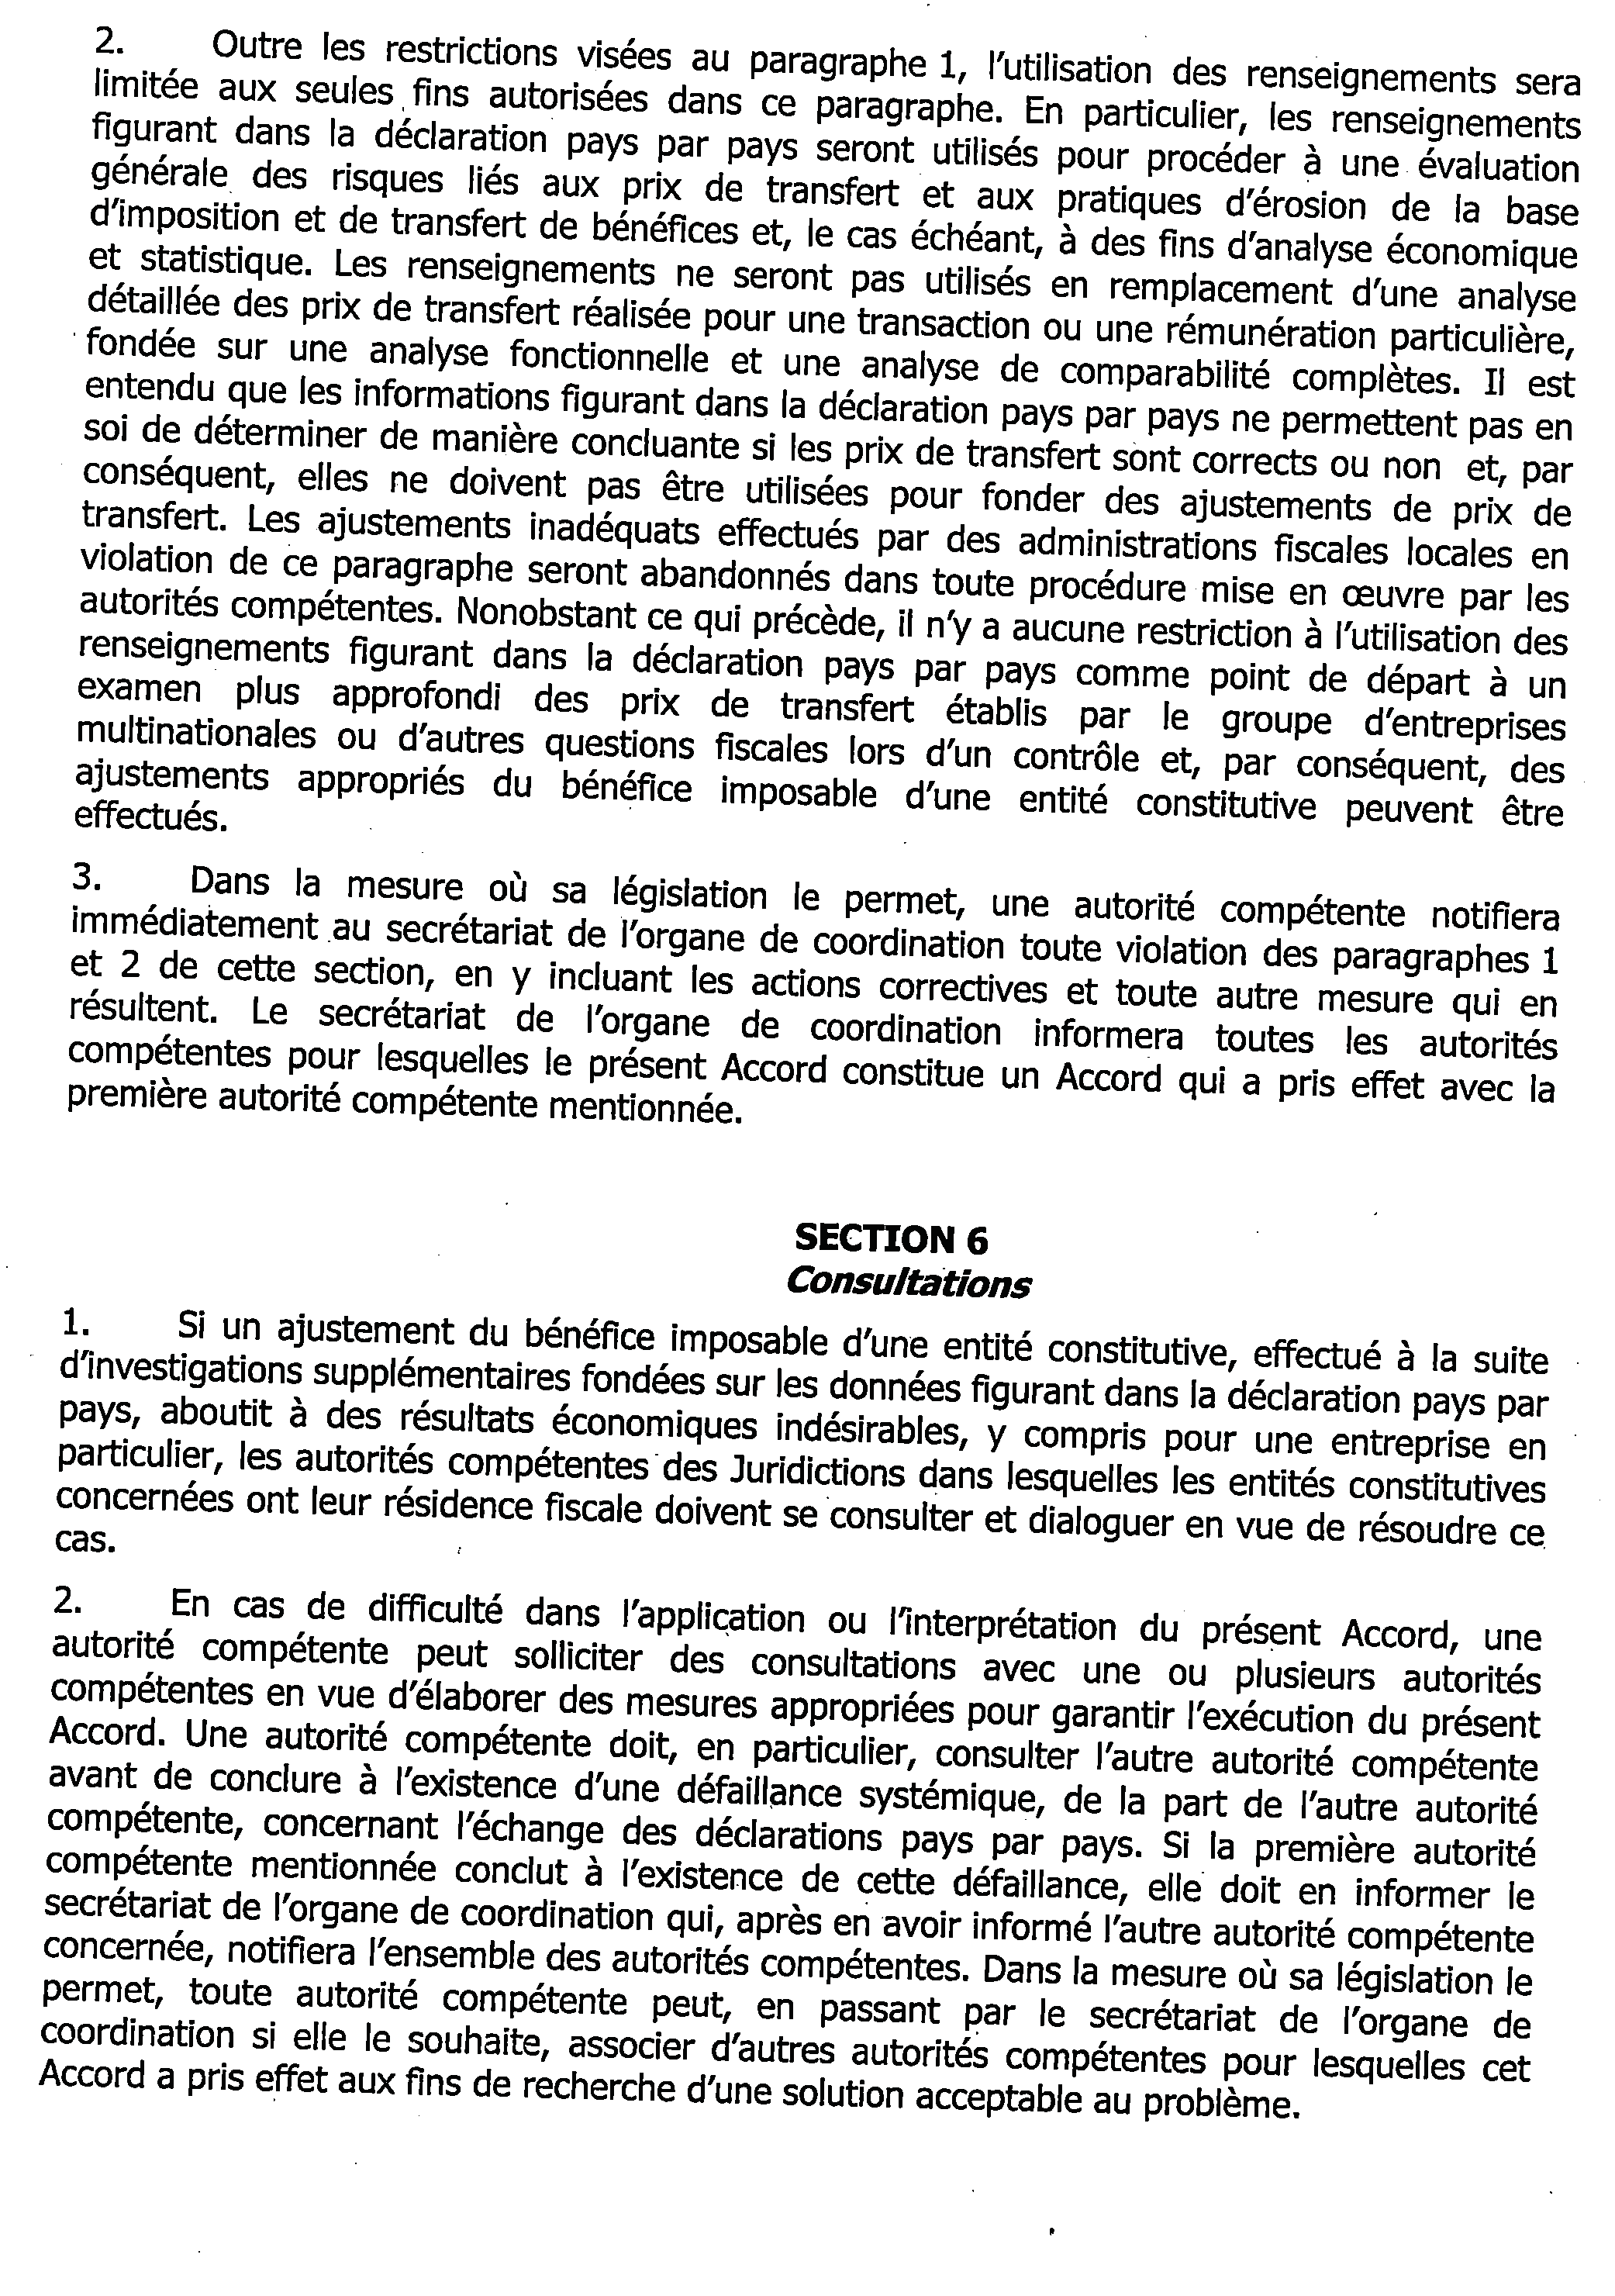 2. Outre les restrictions visées au paragraphe 1, l'utilisation des renseignements sera
limitée aux seules fins autorisées dans ce paragraphe. En particulier, les renseignements
figurant dans la déclaration pays par pays seront utilisés pour procéder à une évaluation
générale des risques liés aux prix de transfert et aux pratiques d'érosion de la base
d'imposition et de transfert de bénéfices et, le cas échéant, à des fins d'analyse économique
et statistique. Les renseignements ne seront pas utilisés en remplacement d'une analyse
détaillée des prix de transfert réalisée pour une transaction ou une rémunération particulière,
fondée sur une analyse fonctionnelle et une analyse de comparabilité complètes. Il est
entendu que les informations figurant dans la déclaration pays par pays ne permettent pas en
soi de déterminer de manière concluante si les prix de transfert sont corrects ou non et, par
conséquent, elles ne doivent pas être utilisées pour fonder des ajustements de prix de
transfert. Les ajustements inadéquats effectués par des administrations fiscales locales en
violation de ce paragraphe seront abandonnés dans toute procédure mise en œuvre par les
autorités compétentes. Nonobstant ce qui précède, il n'y a aucune restriction à l'utilisation des
renseignements figurant dans la déclaration pays par pays comme point de départ à un
examen plus approfondi des prix de transfert établis par le groupe d'entreprises
multinationales ou d'autres questions fiscales lors d'un contrôle et, par conséquent, des
ajustements appropriés du bénéfice imposable d'une entité constitutive peuvent être
effectués.
3. Dans la mesure où sa législation le permet, une autorité compétente notifiera
immédiatement au secrétariat de l'organe de coordination toute violation des paragraphes 1
et 2 de cette section, en y incluant les actions correctives et toute autre mesure qui en
résultent. Le secrétariat de l'organe de coordination informera toutes les autorités
compétentes pour lesquelles le présent Accord constitue un Accord qui a pris effet avec la
première autorité compétente mentionnée.
SECTION 6
Consultations
1. Si un ajustement du bénéfice imposable d'une entité constitutive, effectué à la suite
d'investigations supplémentaires fondées sur les données figurant dans la déclaration pays par
pays, aboutit à des résultats économiques indésirables, y compris pour une entreprise en
particulier, les autorités compétentes des Juridictions dans lesquelles les entités constitutives
concernées ont leur résidence fiscale doivent se consulter et dialoguer en vue de résoudre ce
cas.
2. En cas de difficulté dans l'application ou l'interprétation du présent Accord, une
autorité compétente peut solliciter des consultations avec une ou plusieurs autorités
compétentes en vue d'élaborer des mesures appropriées pour garantir l'exécution du présent
Accord. Une autorité compétente doit, en particulier, consulter l'autre autorité compétente
avant de conclure à l'existence d'une défaillance systémique, de la part de l'autre autorité
compétente, concernant l'échange des déclarations pays par pays. Si la première autorité
compétente mentionnée conclut à l'existence de cette défaillance, elle doit en informer le
secrétariat de l'organe de coordination qui, après en avoir informé l'autre autorité compétente
concernée, notifiera l'ensemble des autorités compétentes. Dans la mesure où sa législation le
permet, toute autorité compétente peut, en passant par le secrétariat de l'organe de
coordination si elle le souhaite, associer d'autres autorités compétentes pour lesquelles cet
Accord a pris effet aux fins de recherche d'une solution acceptable au problème.